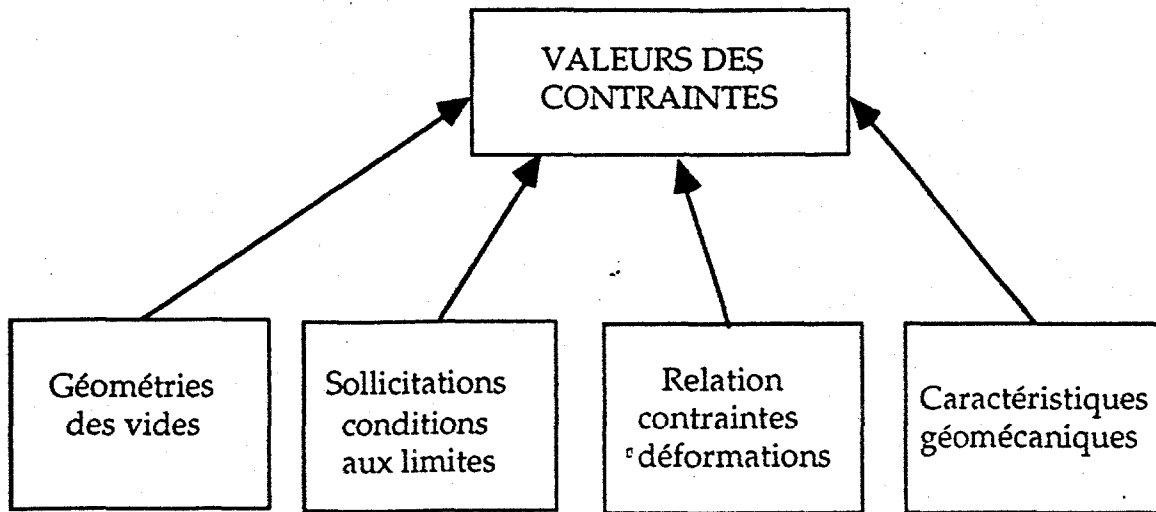 VALEURS DES
CONTRAINTES
Géométries
des vides
Sollicitations
conditions
aux limites
Relation
contraintes
déformations
Caractéristiques
géomécaniques